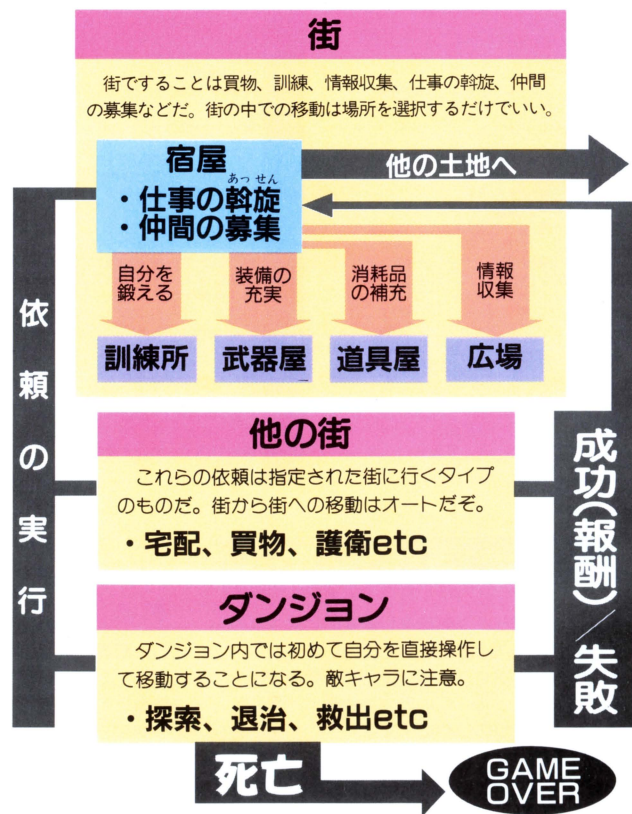 街
街ですることは買物、訓練、情報収集、仕事の斡旋、仲間
の募集などだ。街の中での移動は場所を選択するだけでいい。
宿屋
あっせん
・仕事の斡旋
・仲間の募集
他の土地へ
自分を
鍛える
装備の
充実
消耗品
の補充
情報
収集
訓練所
武器屋
道具屋
広場
依頼の実行
他の街
これらの依頼は指定された街に行くタイプ
のものだ。街から街への移動はオートだぞ。
・宅配、買物、護衛etc
成功(報酬)/失敗
ダンジョン
ダンジョン内では初めて自分を直接操作し
て移動することになる。敵キャラに注意。
・探索、退治、救出etc
死亡
GAME
OVER